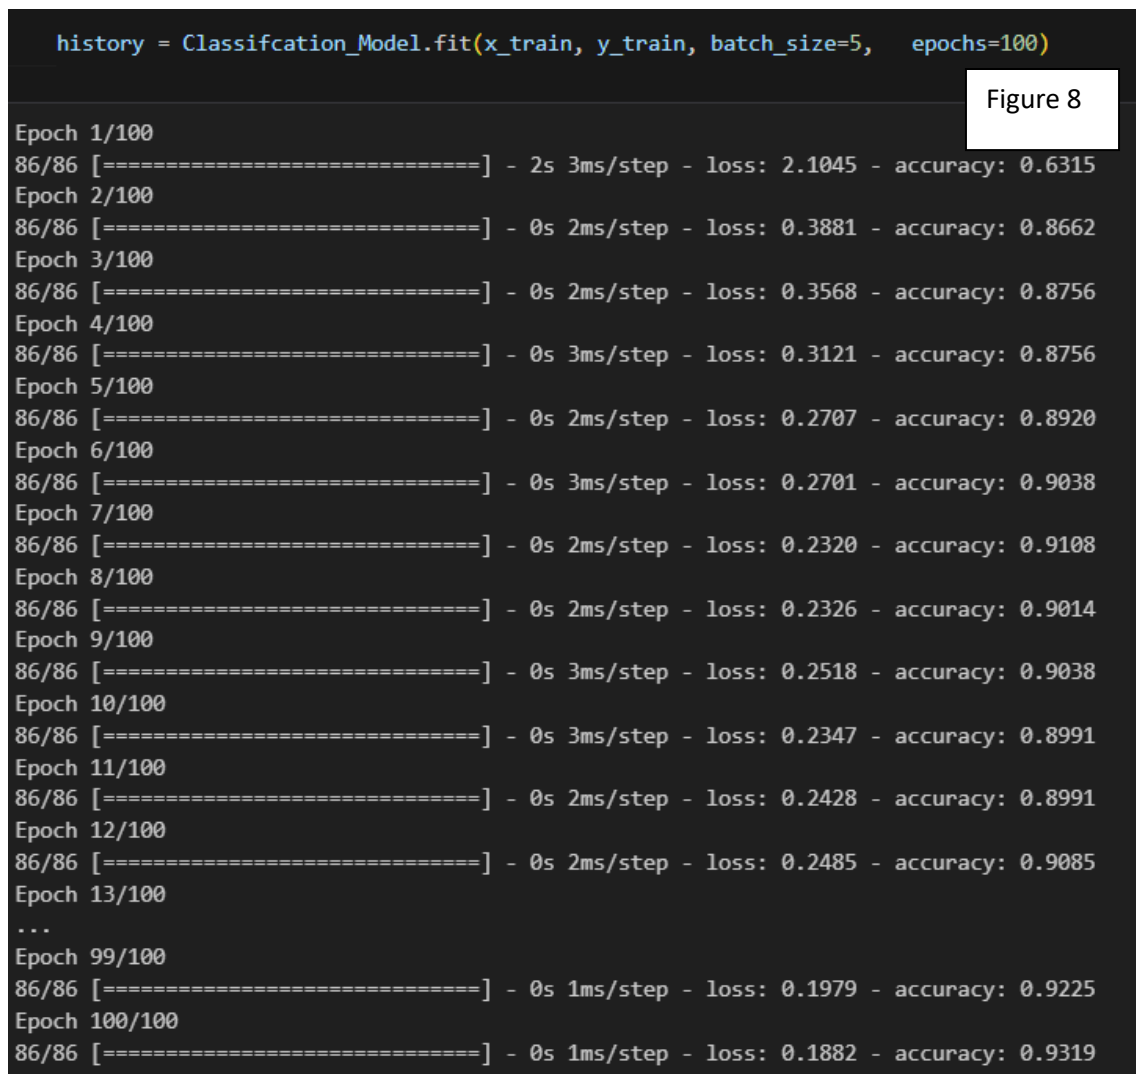 history = Classifcation_Model.fit(x_train, y_train, batch_size=5,   epochs=100)
Figure 8
Epoch 1/100
86/86 [==============================] - 2s 3ms/step - loss: 2.1045 - accuracy: 0.6315
Epoch 2/100
86/86 [==============================] - 0s 2ms/step - loss: 0.3881 - accuracy: 0.8662
Epoch 3/100
86/86 [==============================] - 0s 2ms/step - loss: 0.3568 - accuracy: 0.8756
Epoch 4/100
86/86 [==============================] - 0s 3ms/step - loss: 0.3121 - accuracy: 0.8756
Epoch 5/100
86/86 [==============================] - 0s 2ms/step - loss: 0.2707 - accuracy: 0.8920
Epoch 6/100
86/86 [==============================] - 0s 3ms/step - loss: 0.2701 - accuracy: 0.9038
Epoch 7/100
86/86 [==============================] - 0s 2ms/step - loss: 0.2320 - accuracy: 0.9108
Epoch 8/100
86/86 [==============================] - 0s 2ms/step - loss: 0.2326 - accuracy: 0.9014
Epoch 9/100
86/86 [==============================] - 0s 3ms/step - loss: 0.2518 - accuracy: 0.9038
Epoch 10/100
86/86 [==============================] - 0s 3ms/step - loss: 0.2347 - accuracy: 0.8991
Epoch 11/100
86/86 [==============================] - 0s 2ms/step - loss: 0.2428 - accuracy: 0.8991
Epoch 12/100
86/86 [==============================] - 0s 2ms/step - loss: 0.2485 - accuracy: 0.9085
Epoch 13/100
...
Epoch 99/100
86/86 [==============================] - 0s 1ms/step - loss: 0.1979 - accuracy: 0.9225
Epoch 100/100
86/86 [==============================] - 0s 1ms/step - loss: 0.1882 - accuracy: 0.9319